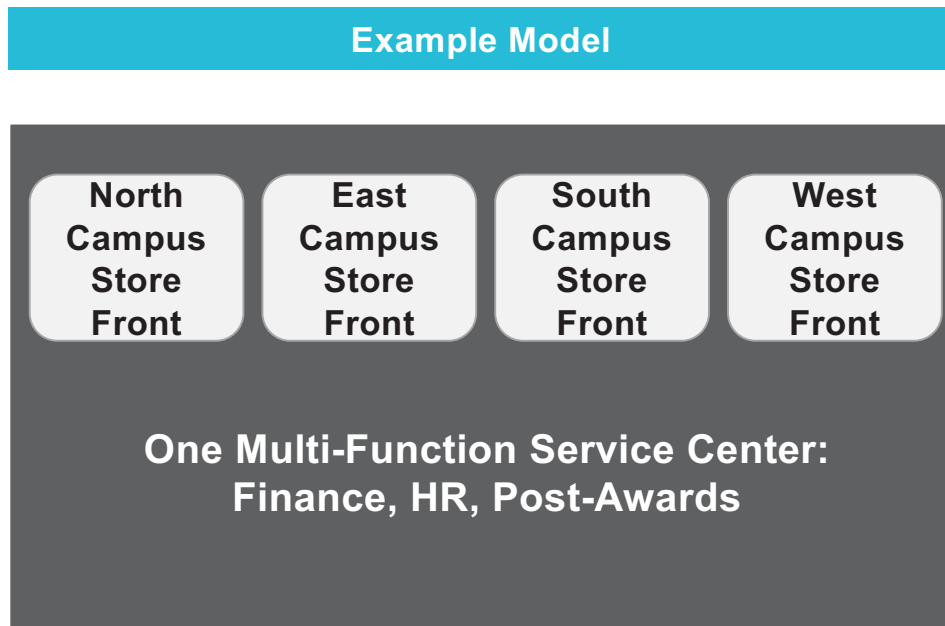 Example Model
North
Campus
Store
Front
East
Campus
Store
Front
South
Campus
Store
Front
West
Campus
Store
Front
One Multi-Function Service Center:
Finance, HR, Post-Awards